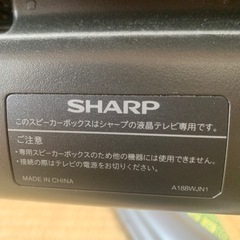 SHARP
このスピーカーボックスはシャープの液晶テレビ専用です。
ご注意
・専用スピーカーボックスのため他の機器には使用できません。
・接続の際はテレビの電源をお切りください。
MADE IN CHINA
A188WJN1